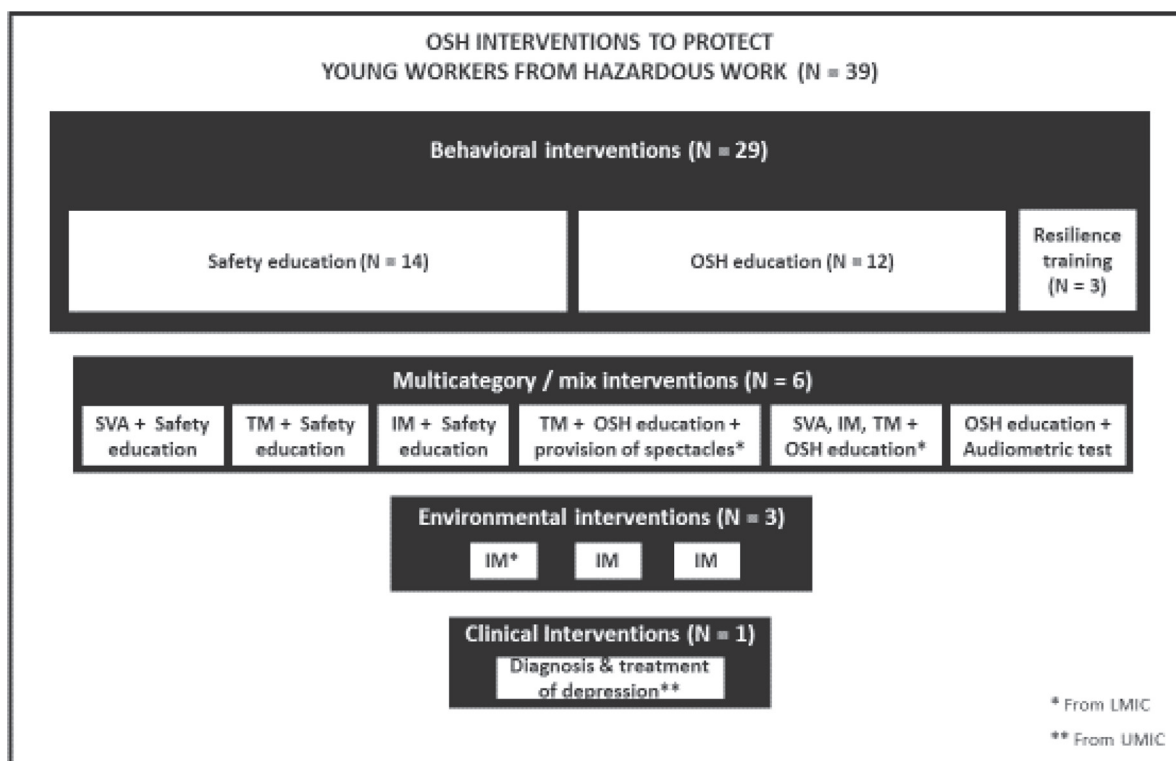 OSH INTERVENTIONS TO PROTECT
YOUNG WORKERS FROM HAZARDOUS WORK (N = 39)
Behavioral interventions (N = 29)
Safety education (N = 14)
OSH education (N = 12)
Resilience
training
(N = 3)
Multicategory / mix interventions (N = 6)
SVA + Safety
education
TM + Safety
education
IM + Safety
education
TM + OSH education +
provision of spectacles*
SVA, IM, TM +
OSH education*
OSH education +
Audiometric test
Environmental interventions (N = 3)
IM*
IM
IM
Clinical Interventions (N = 1)
Diagnosis & treatment
of depression**
* From LMIC
** From UMIC